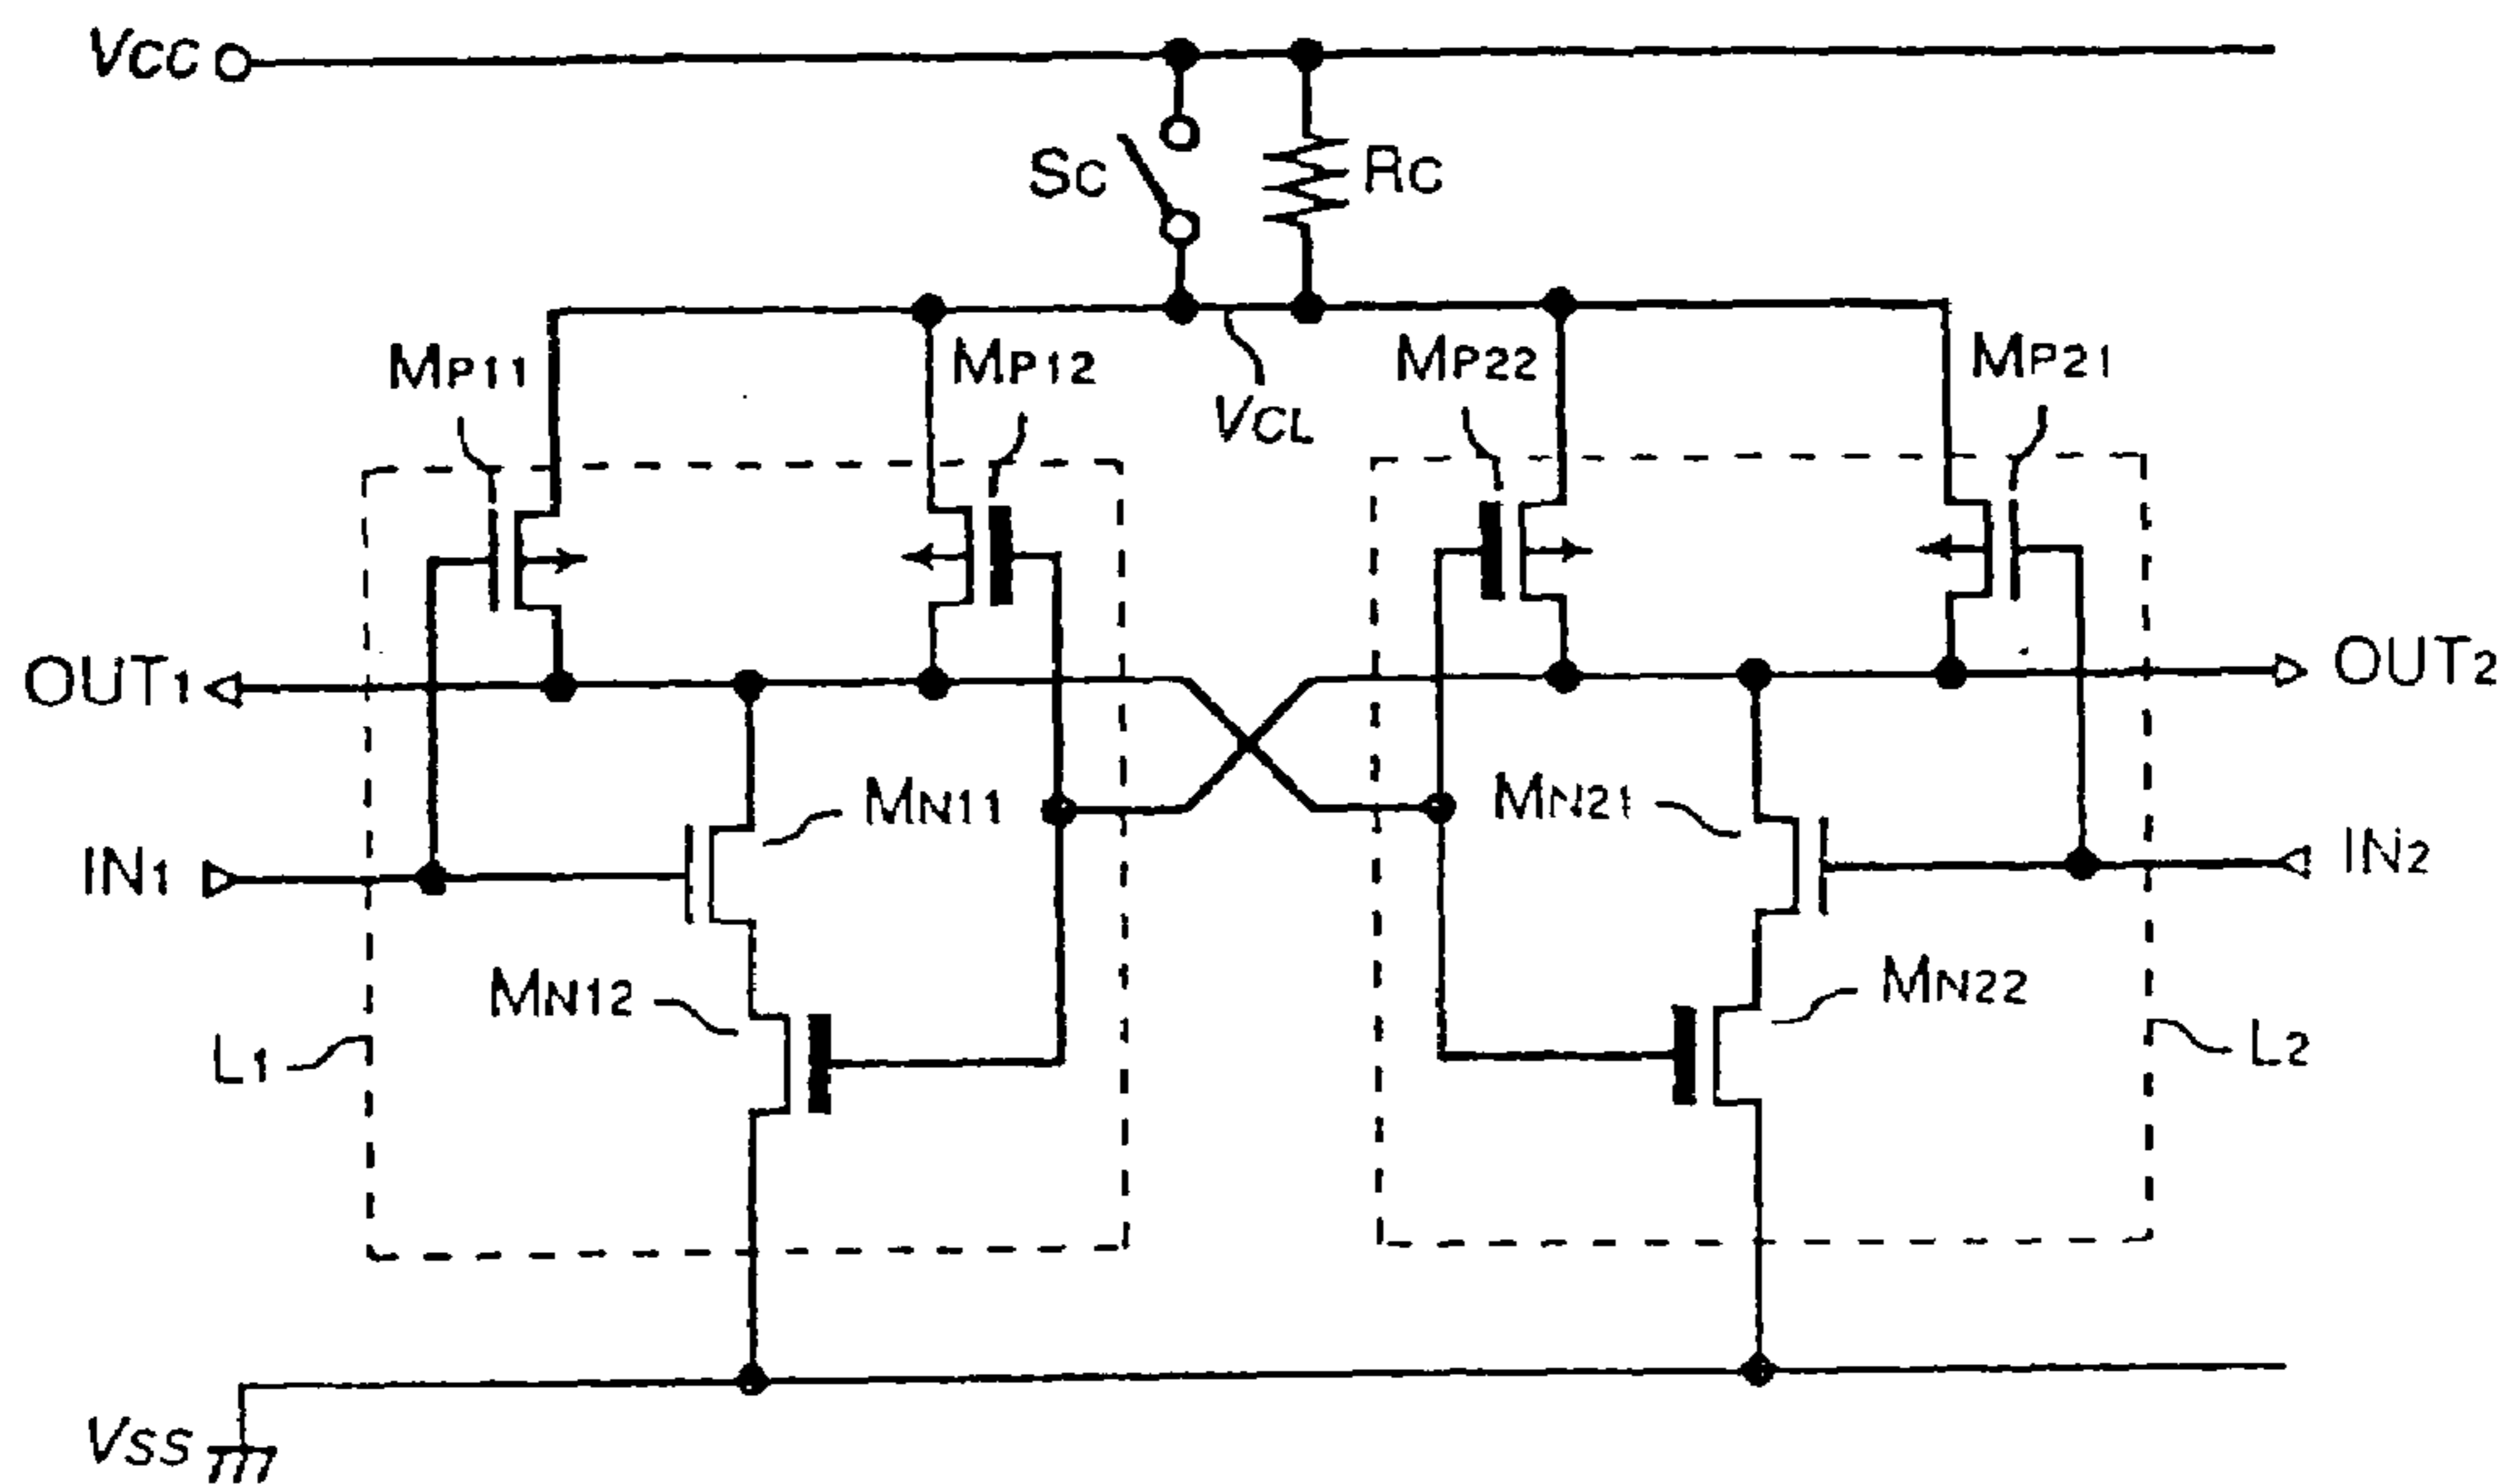 VCC
SC
RC
MP11
MP12
VCL
MP22
MP21
OUT1
OUT2
MN11
MN21
IN1
IN2
MN12
MN22
L1
L2
VSS